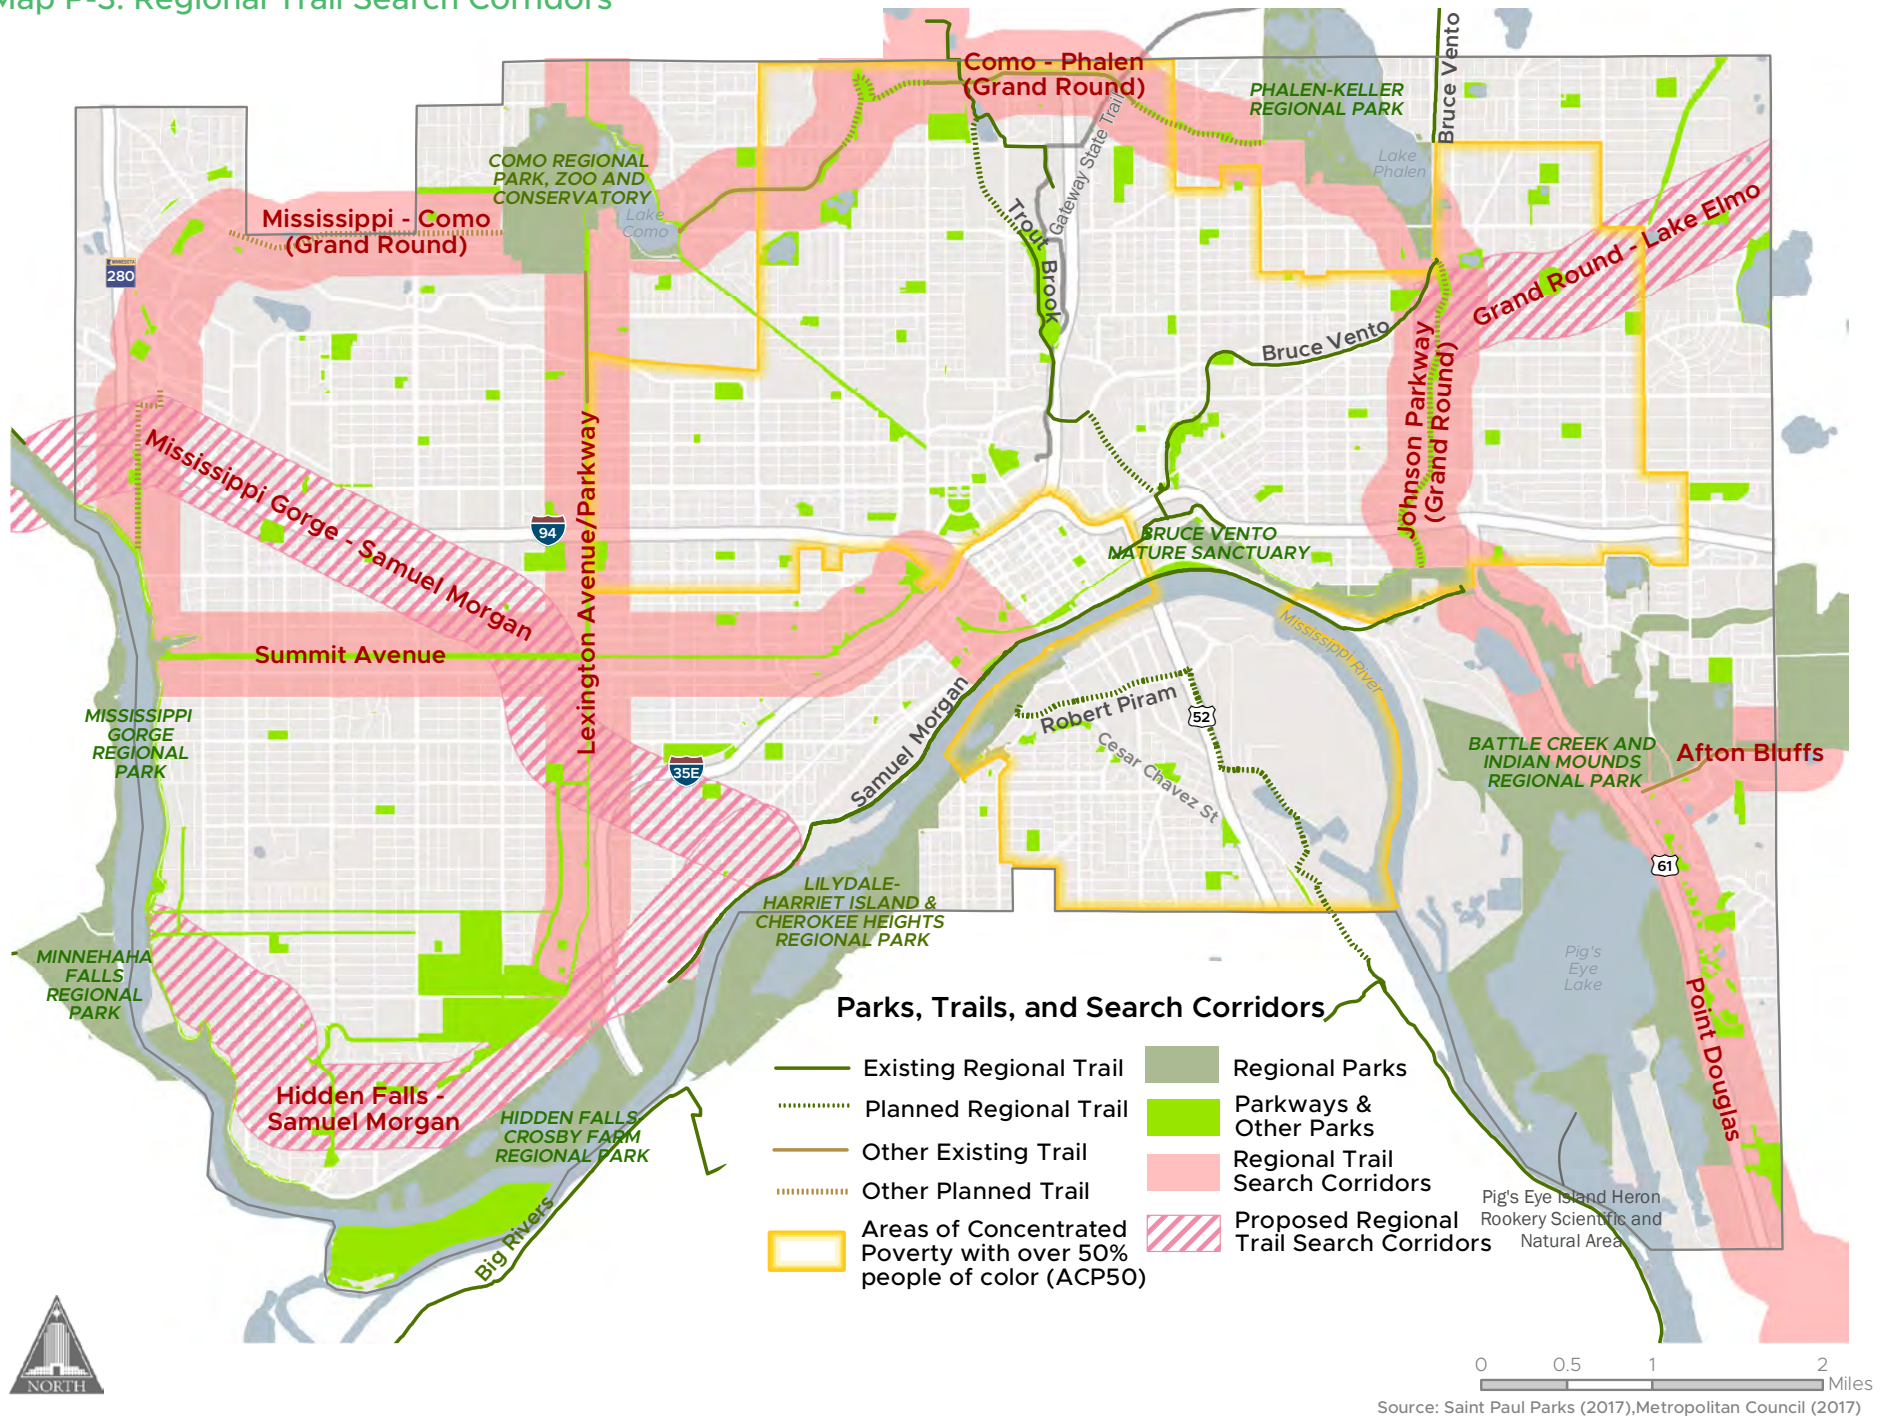 Map P-3. Regional Trail Search Corridors
Como - Phalen
(Grand Round)
Bruce Vento
PHALEN-KELLER
REGIONAL PARK
Lake
Phalen
Gateway State Trail
COMO REGIONAL
PARK, ZOO AND
CONSERVATORY
Lake
Como
Mississippi - Como
(Grand Round)
MINNESOTA
280
Trout Brook
Grand Round - Lake Elmo
Bruce Vento
Johnson Parkway
(Grand Round)
Mississippi Gorge - Samuel Morgan
Lexington Avenue/Parkway
94
BRUCE VENTO
NATURE SANCTUARY
Mississippi River
Summit Avenue
Samuel Morgan
Robert Piram
52
Cesar Chavez St
35E
MISSISSIPPI
GORGE
REGIONAL
PARK
BATTLE CREEK AND
INDIAN MOUNDS
REGIONAL PARK
Afton Bluffs
61
LILYDALE-
HARRIET ISLAND &
CHEROKEE HEIGHTS
REGIONAL PARK
MINNEHAHA
FALLS
REGIONAL
PARK
Pig's
Eye
Lake
Point Douglas
Hidden Falls -
Samuel Morgan
HIDDEN FALLS
CROSBY FARM
REGIONAL PARK
Big Rivers
Pig's Eye Island Heron
Rookery Scientific and
Natural Area
Parks, Trails, and Search Corridors
Existing Regional Trail
Planned Regional Trail
Other Existing Trail
Other Planned Trail
Areas of Concentrated
Poverty with over 50%
people of color (ACP50)
Regional Parks
Parkways &
Other Parks
Regional Trail
Search Corridors
Proposed Regional
Trail Search Corridors
NORTH
0 0.5 1 2
Miles
Source: Saint Paul Parks (2017),Metropolitan Council (2017)